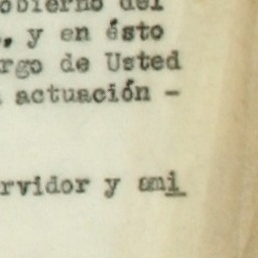 obierno del
, y en ésto
rgo de Usted
actuación -
rvidor y ami